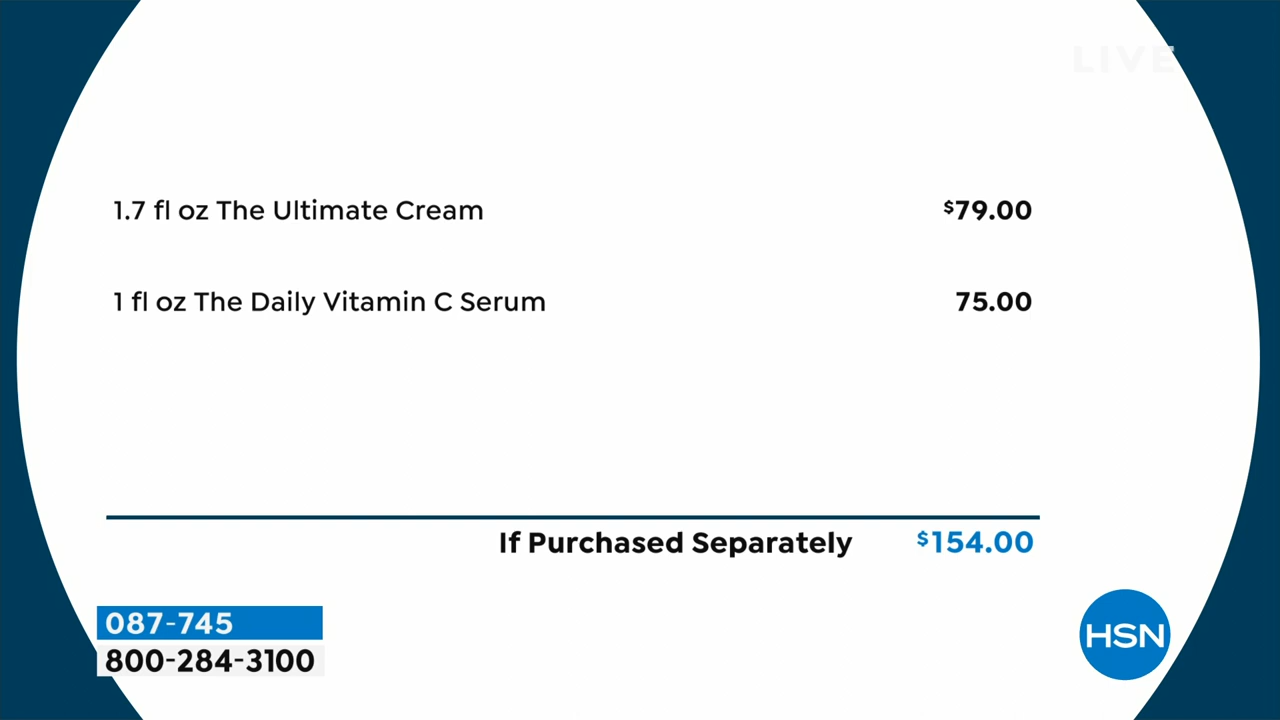 LIVE
1.7 fl oz The Ultimate Cream $79.00
1 fl oz The Daily Vitamin C Serum 75.00
If Purchased Separately $154.00
087-745
800-284-3100
HSN